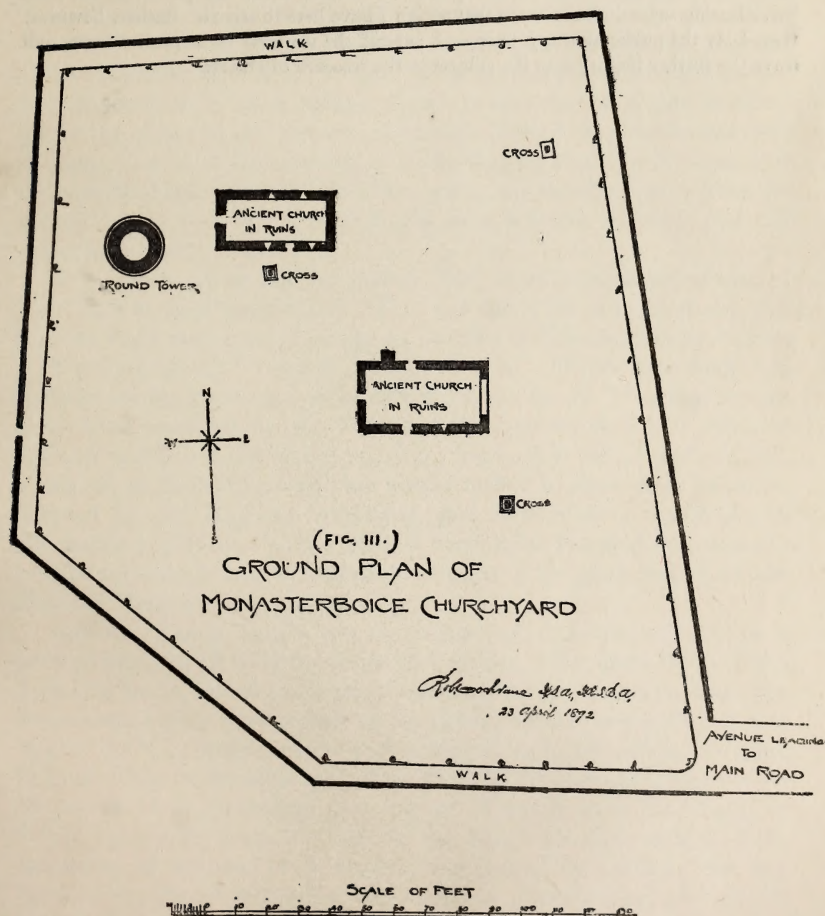 WALK
CROSS
ANCIENT CHURCH
IN RUINS
CROSS
ROUND TOWER
ANCIENT CHURCH
IN RUINS
N
S
CROSS
(FIG. III.)
GROUND PLAN OF
MONASTERBOICE CHURCHYARD
23 April 1892
AVENUE LEADING
TO
MAIN ROAD
WALK
SCALE OF FEET
10 20 30 40 50 60 70 80 90 100